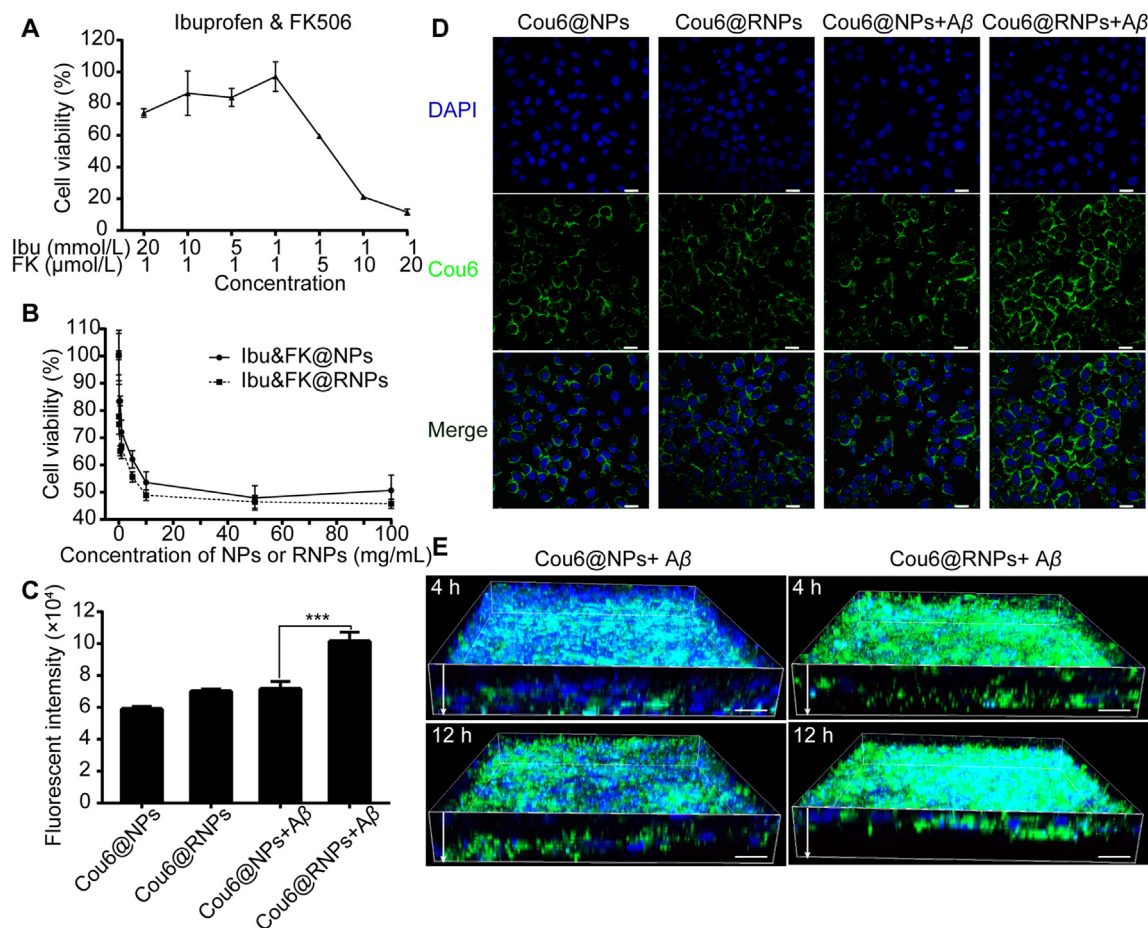 A
Ibuprofen & FK506
Cell viability (%)
120
100
80
60
40
20
0
Ibu (mmol/L) 20 10 5 1 1 1 1
FK (µmol/L) 1 1 1 1 5 10 20
Concentration
B
Cell viability (%)
110
100
90
80
70
60
50
40
Ibu&FK@NPs
Ibu&FK@RNPs
0 20 40 60 80 100
Concentration of NPs or RNPs (mg/mL)
C
Fluorescent intemsity (×10⁴)
12
10
8
6
4
2
0
***
Cou6@NPs
Cou6@RNPs
Cou6@NPs+Aβ
Cou6@RNPs+Aβ
D
Cou6@NPs Cou6@RNPs Cou6@NPs+Aβ Cou6@RNPs+Aβ
DAPI
Cou6
Merge
E
Cou6@NPs+ Aβ Cou6@RNPs+ Aβ
4 h 4 h
12 h 12 h